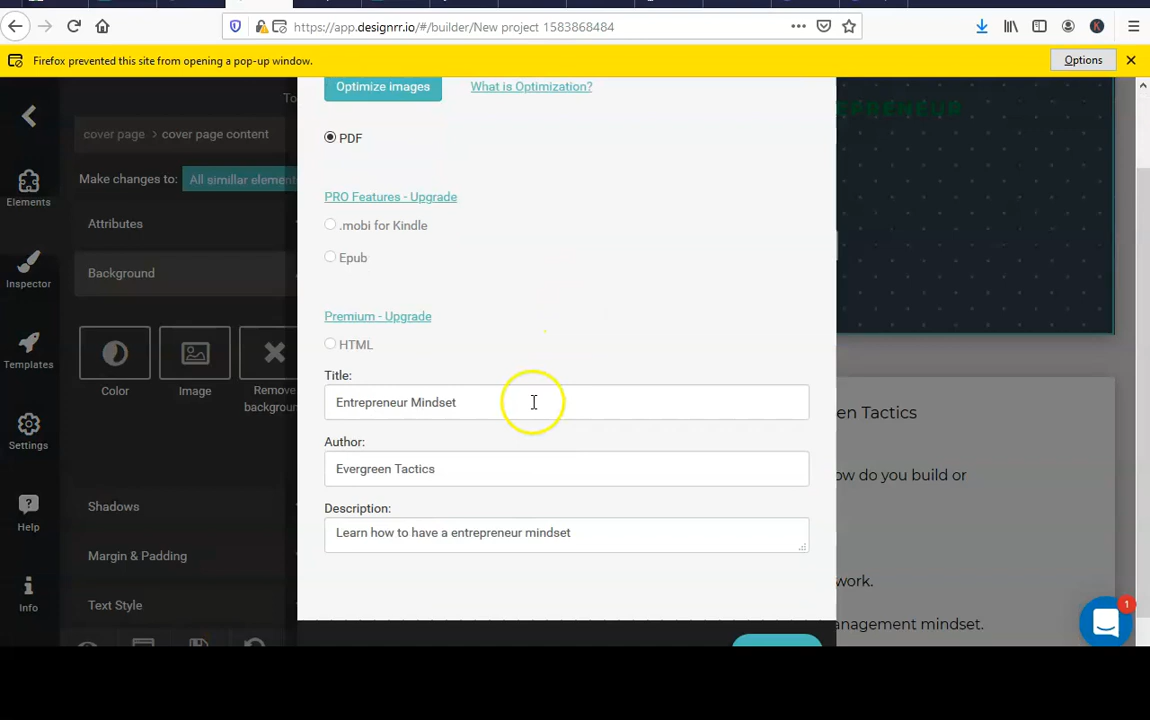 https://app.designrr.io/#/builder/New project 1583868484
K
Firefox prevented this site from opening a pop-up window.
Options
To
Optimize images
What is Optimization?
cover page > cover page content
PDF
Make changes to: All simillar element
PRO Features - Upgrade
Elements
Attributes
.mobi for Kindle
Epub
Background
Inspector
Premium - Upgrade
HTML
Templates
Title:
Color
Image
Remove
backgroun
Entrepreneur Mindset
een Tactics
Author:
Settings
Evergreen Tactics
ow do you build or
Shadows
Description:
Help
Learn how to have a entrepreneur mindset
Margin & Padding
work.
Info
Text Style
1
anagement mindset.